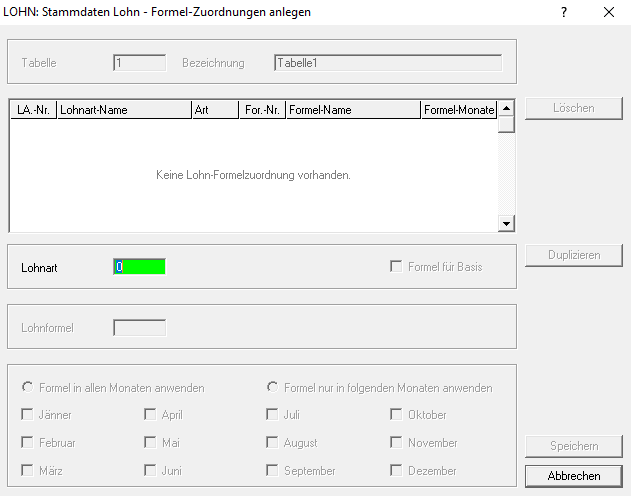 LOHN: Stammdaten Lohn - Formel-Zuordnungen anlegen ?
Tabelle 1 Bezeichnung Tabelle1
LA.-Nr. Lohnart-Name Art For.-Nr. Formel-Name Formel-Monate
Löschen
Keine Lohn-Formelzuordnung vorhanden.
Lohnart 0 Formel für Basis
Duplizieren
Lohnformel
Formel in allen Monaten anwenden Formel nur in folgenden Monaten anwenden
Jänner April Juli Oktober
Februar Mai August November
Speichern
März Juni September Dezember
Abbrechen